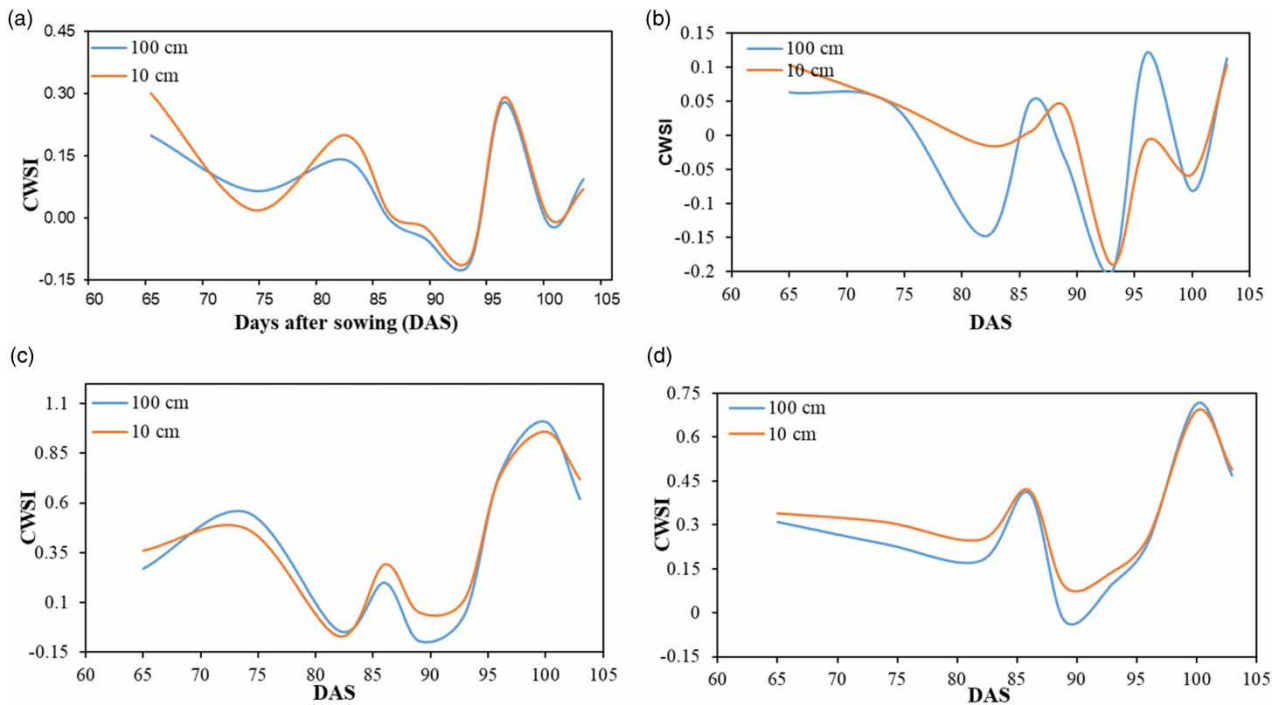 (a)
0.45
100 cm
10 cm
0.30
0.15
0.00
-0.15
CWSI
60 65 70 75 80 85 90 95 100 105
Days after sowing (DAS)
(b)
0.15
100 cm
0.1
10 cm
0.05
0
-0.05
-0.1
-0.15
-0.2
CWSI
60 65 70 75 80 85 90 95 100 105
DAS
(c)
1.1
100 cm
10 cm
0.85
0.6
0.35
0.1
-0.15
CWSI
60 65 70 75 80 85 90 95 100 105
DAS
(d)
0.75
100 cm
0.6
10 cm
0.45
0.3
0.15
0
-0.15
CWSI
60 65 70 75 80 85 90 95 100 105
DAS